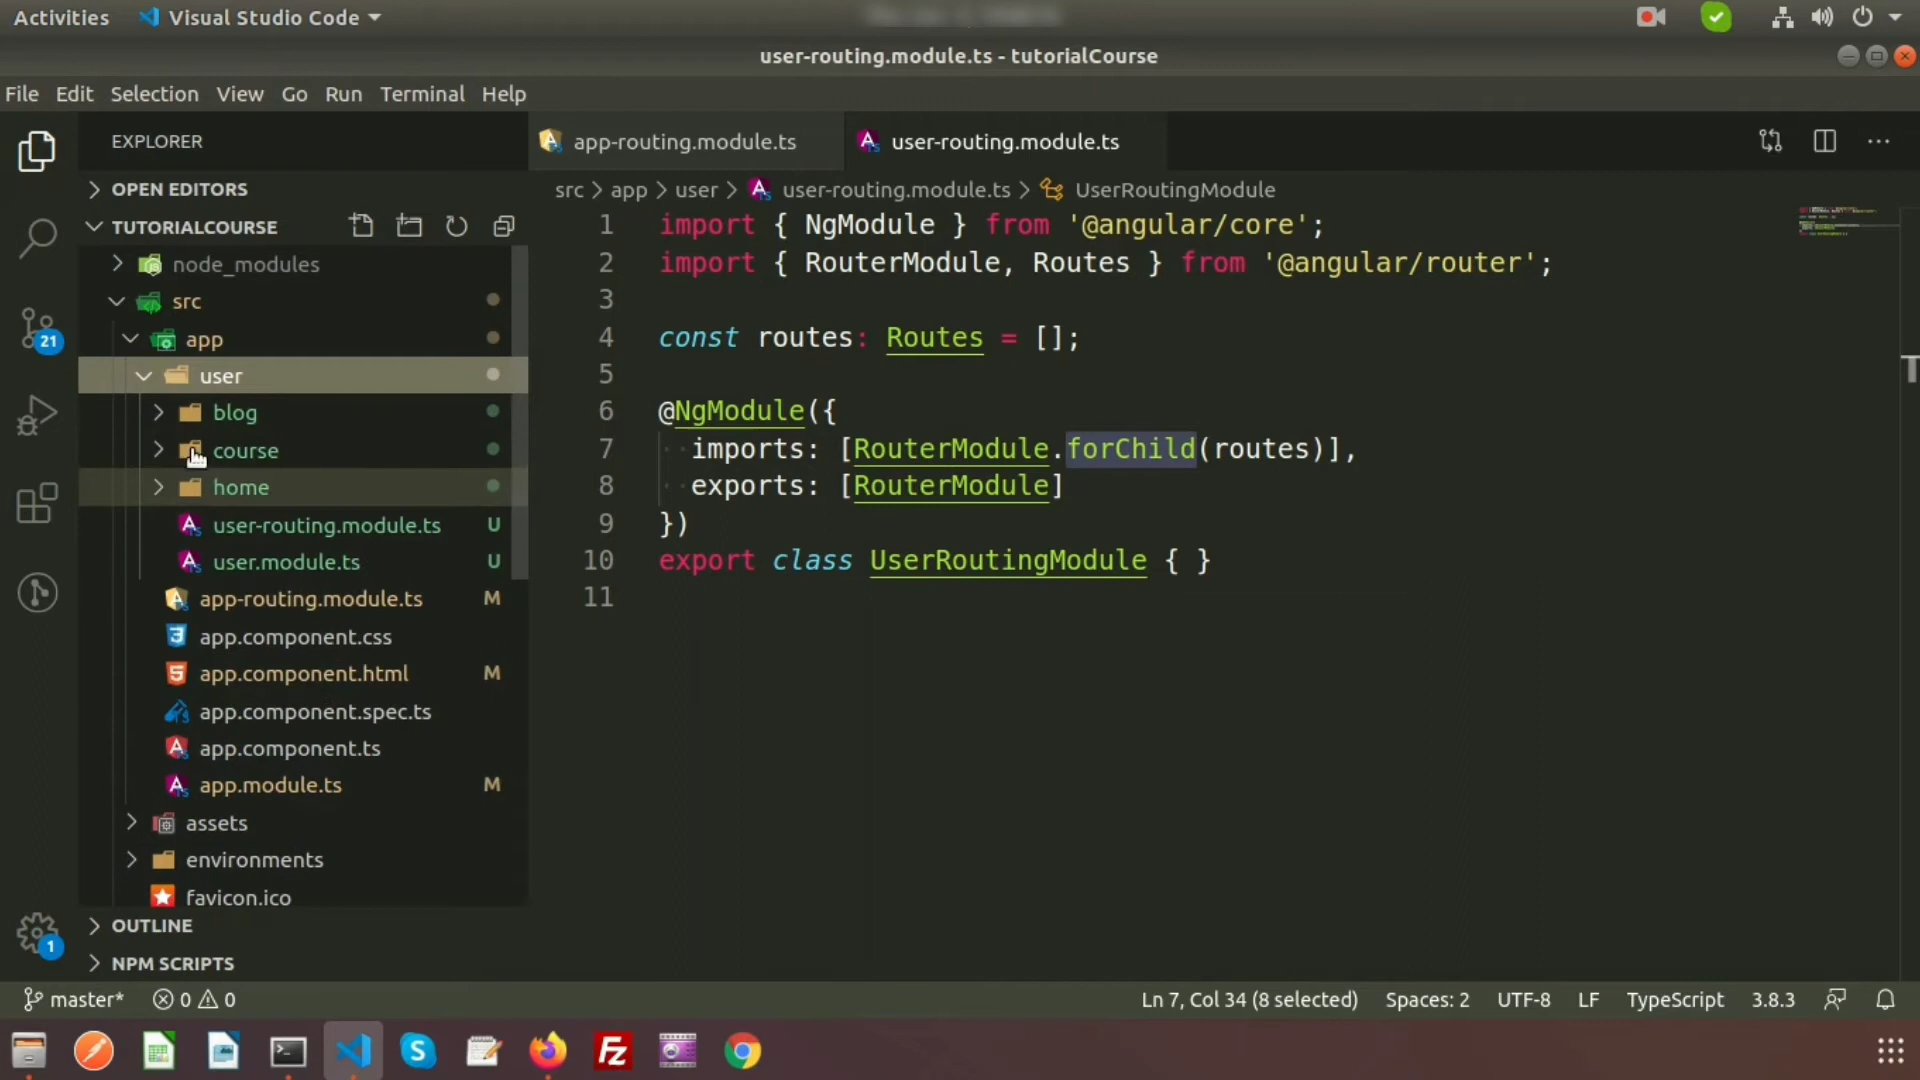 Activities Visual Studio Code
user-routing.module.ts - tutorialCourse
File Edit Selection View Go Run Terminal Help
EXPLORER
OPEN EDITORS
TUTORIALCOURSE
node_modules
src
app
user
blog
course
home
user-routing.module.ts U
user.module.ts U
app-routing.module.ts M
app.component.css
app.component.html M
app.component.spec.ts
app.component.ts
app.module.ts M
assets
environments
favicon.ico
OUTLINE
NPM SCRIPTS
21
1
app-routing.module.ts user-routing.module.ts
src > app > user > user-routing.module.ts > UserRoutingModule
1 import { NgModule } from '@angular/core';
2 import { RouterModule, Routes } from '@angular/router';
3
4 const routes: Routes = [];
5
6 @NgModule({
7 imports: [RouterModule.forChild(routes)],
8 exports: [RouterModule]
9 })
10 export class UserRoutingModule { }
11
master* 0 0 Ln 7, Col 34 (8 selected) Spaces: 2 UTF-8 LF TypeScript 3.8.3